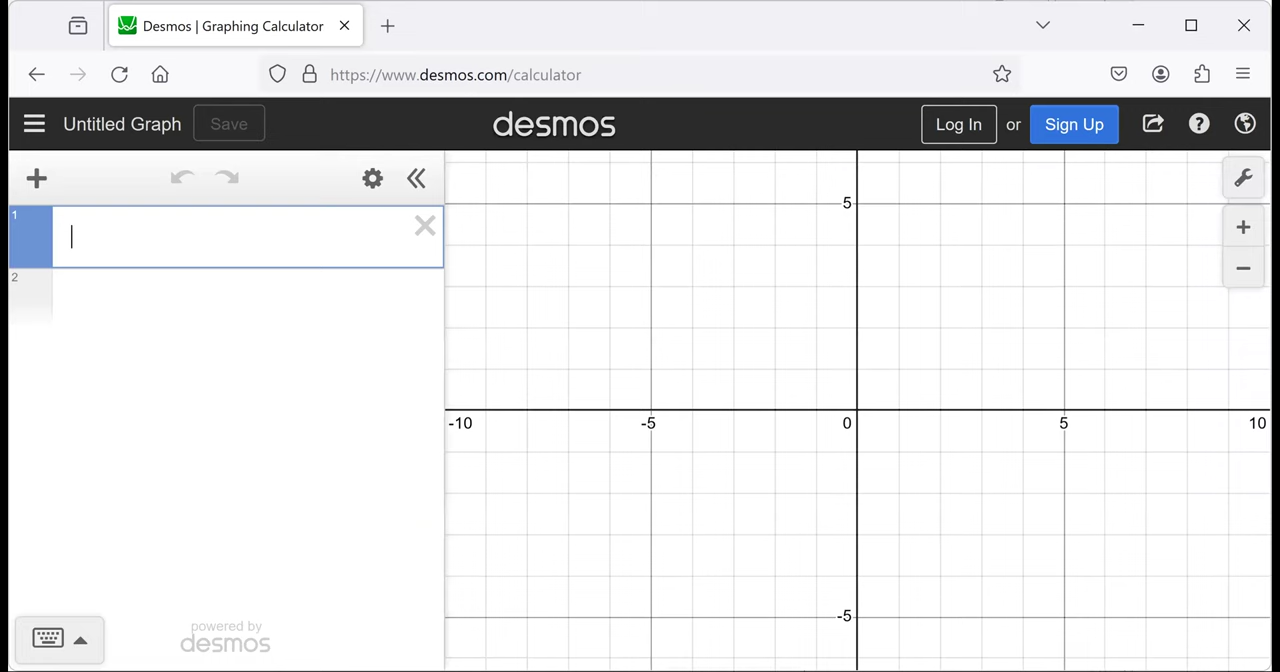 Desmos | Graphing Calculator
https://www.desmos.com/calculator
Untitled Graph
Save
desmos
Log In or Sign Up
1
2
5
-10 -5 0 5 10
-5
powered by
desmos